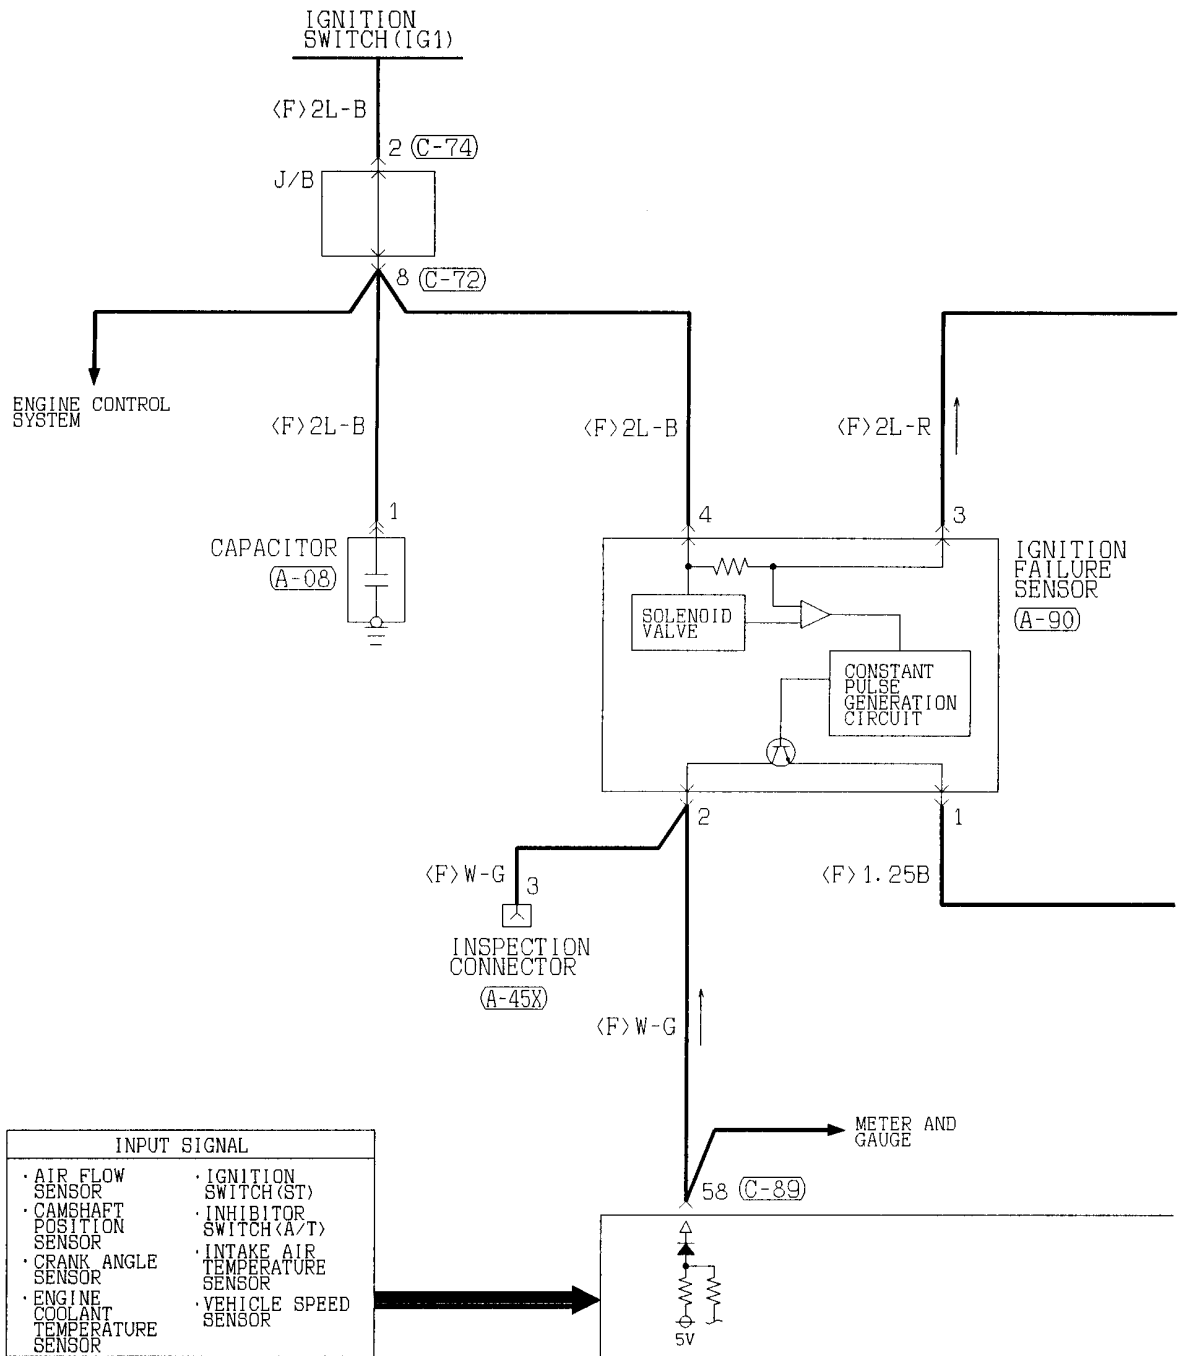 IGNITION
SWITCH(IG1)
<F>2L-B
2 C-74
J/B
8 C-72
ENGINE CONTROL
SYSTEM
<F>2L-B
<F>2L-B
<F>2L-R
1
4
3
CAPACITOR
A-08
IGNITION
FAILURE
SENSOR
A-90
SOLENOID
VALVE
CONSTANT
PULSE
GENERATION
CIRCUIT
2
1
<F>W-G
3
<F>1.25B
INSPECTION
CONNECTOR
A-45X
<F>W-G
METER AND
GAUGE
58 C-89
INPUT SIGNAL
· AIR FLOW
SENSOR
· CAMSHAFT
POSITION
SENSOR
· CRANK ANGLE
SENSOR
· ENGINE
COOLANT
TEMPERATURE
SENSOR
· IGNITION
SWITCH(ST)
· INHIBITOR
SWITCH<A/T>
· INTAKE AIR
TEMPERATURE
SENSOR
· VEHICLE SPEED
SENSOR
5V